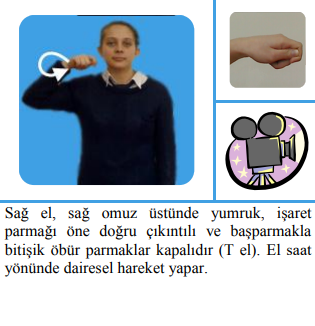 Sağ el, sağ omuz üstünde yumruk, işaret
parmağı öne doğru çıkıntılı ve başparmakla
bitişik öbür parmaklar kapalıdır (T el). El saat
yönünde dairesel hareket yapar.